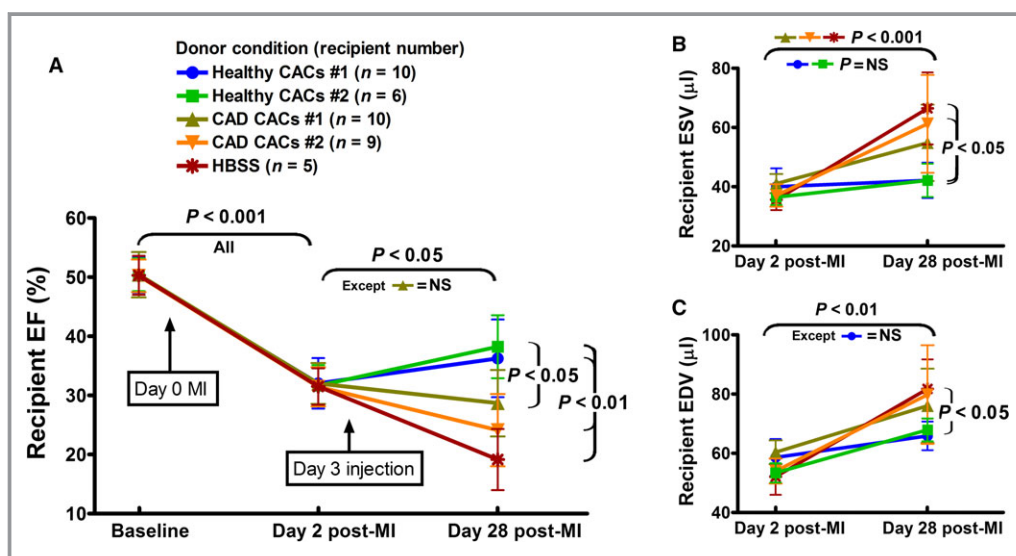 A
Donor condition (recipient number)
Healthy CACs #1 (n = 10)
Healthy CACs #2 (n = 6)
CAD CACs #1 (n = 10)
CAD CACs #2 (n = 9)
HBSS (n = 5)
Recipient EF (%)
60
50
40
30
20
10
P < 0.001
All
P < 0.05
Except = NS
P < 0.05
P < 0.01
Day 0 MI
Day 3 injection
Baseline
Day 2 post-MI
Day 28 post-MI
B
Recipient ESV (µl)
P < 0.001
P = NS
80
60
40
20
P < 0.05
Day 2 post-MI
Day 28 post-MI
C
Recipient EDV (µl)
P < 0.01
Except = NS
100
80
60
40
P < 0.05
Day 2 post-MI
Day 28 post-MI